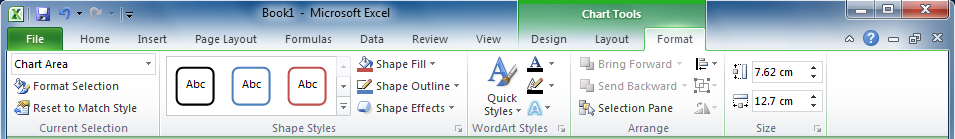 Book1 - Microsoft Excel
Chart Tools
File Home Insert Page Layout Formulas Data Review View Design Layout Format
Chart Area
Format Selection
Reset to Match Style
Current Selection
Abc Abc Abc
Shape Fill
Shape Outline
Shape Effects
Shape Styles
Quick
Styles
A
A
A
A
WordArt Styles
Bring Forward
Send Backward
Selection Pane
Arrange
7.62 cm
12.7 cm
Size